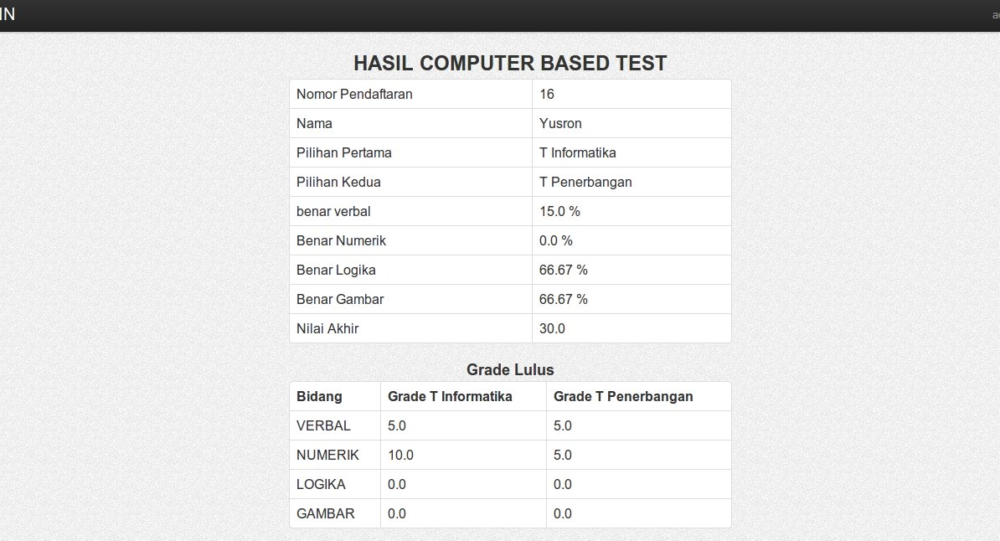 IN
HASIL COMPUTER BASED TEST
Nomor Pendaftaran 16
Nama Yusron
Pilihan Pertama T Informatika
Pilihan Kedua T Penerbangan
benar verbal 15.0 %
Benar Numerik 0.0 %
Benar Logika 66.67 %
Benar Gambar 66.67 %
Nilai Akhir 30.0
Grade Lulus
Bidang Grade T Informatika Grade T Penerbangan
VERBAL 5.0 5.0
NUMERIK 10.0 5.0
LOGIKA 0.0 0.0
GAMBAR 0.0 0.0